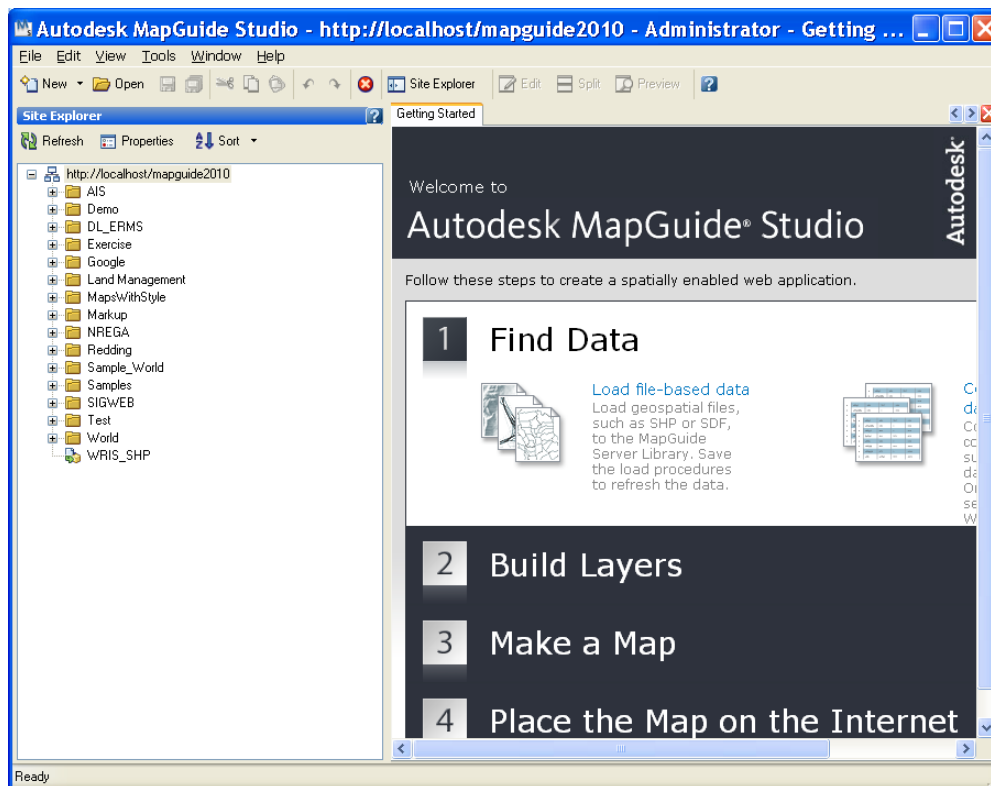 Autodesk MapGuide Studio - http://localhost/mapguide2010 - Administrator - Getting ...
File Edit View Tools Window Help
New Open Site Explorer Edit Split Preview
Site Explorer
Refresh Properties Sort
http://localhost/mapguide2010
AIS
Demo
DL_ERMS
Exercise
Google
Land Management
MapsWithStyle
Markup
NREGA
Redding
Sample_World
Samples
SIGWEB
Test
World
WRIS_SHP
Getting Started
Welcome to
Autodesk MapGuide® Studio
Autodesk®
Follow these steps to create a spatially enabled web application.
1 Find Data
Load file-based data
Load geospatial files,
such as SHP or SDF,
to the MapGuide
Server Library. Save
the load procedures
to refresh the data.
2 Build Layers
3 Make a Map
4 Place the Map on the Internet
Ready